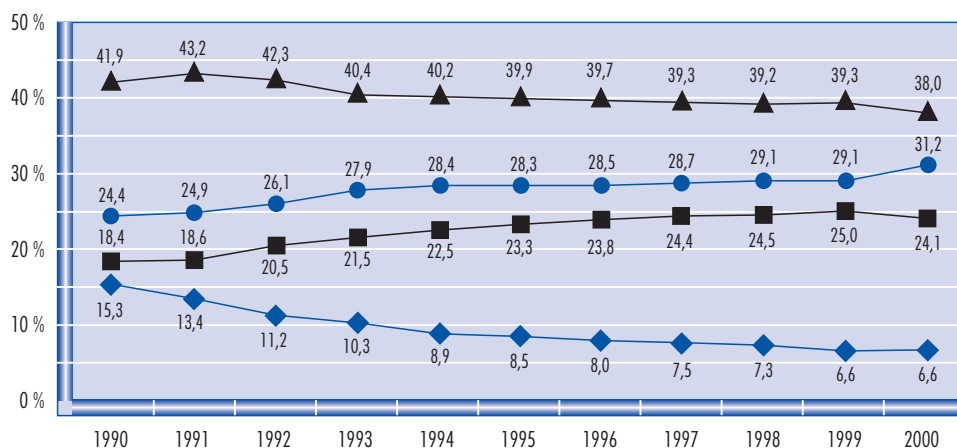 50 %
41,9 43,2 42,3 40,4 40,2 39,9 39,7 39,3 39,2 39,3 38,0
40 %
30 %
24,4 24,9 26,1 27,9 28,4 28,3 28,5 28,7 29,1 29,1 31,2
20 %
18,4 18,6 20,5 21,5 22,5 23,3 23,8 24,4 24,5 25,0 24,1
10 %
15,3 13,4 11,2 10,3 8,9 8,5 8,0 7,5 7,3 6,6 6,6
0 %
1990 1991 1992 1993 1994 1995 1996 1997 1998 1999 2000